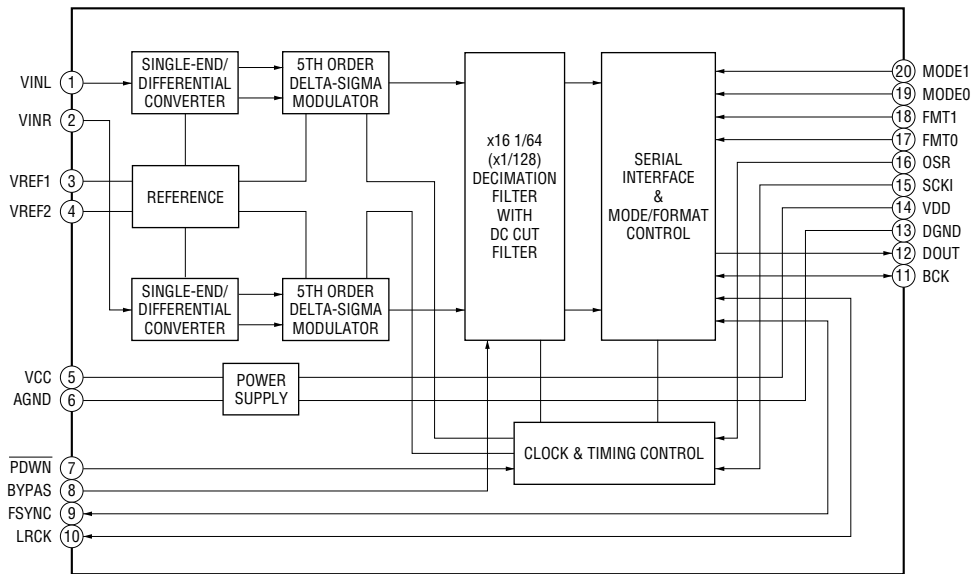 VINL 1
VINR 2
VREF1 3
VREF2 4
VCC 5
AGND 6
PDWN 7
BYPAS 8
FSYNC 9
LRCK 10
SINGLE-END/
DIFFERENTIAL
CONVERTER
5TH ORDER
DELTA-SIGMA
MODULATOR
REFERENCE
SINGLE-END/
DIFFERENTIAL
CONVERTER
5TH ORDER
DELTA-SIGMA
MODULATOR
POWER
SUPPLY
x16 1/64
(x1/128)
DECIMATION
FILTER
WITH
DC CUT
FILTER
SERIAL
INTERFACE
&
MODE/FORMAT
CONTROL
CLOCK & TIMING CONTROL
20 MODE1
19 MODE0
18 FMT1
17 FMT0
16 OSR
15 SCKI
14 VDD
13 DGND
12 DOUT
11 BCK